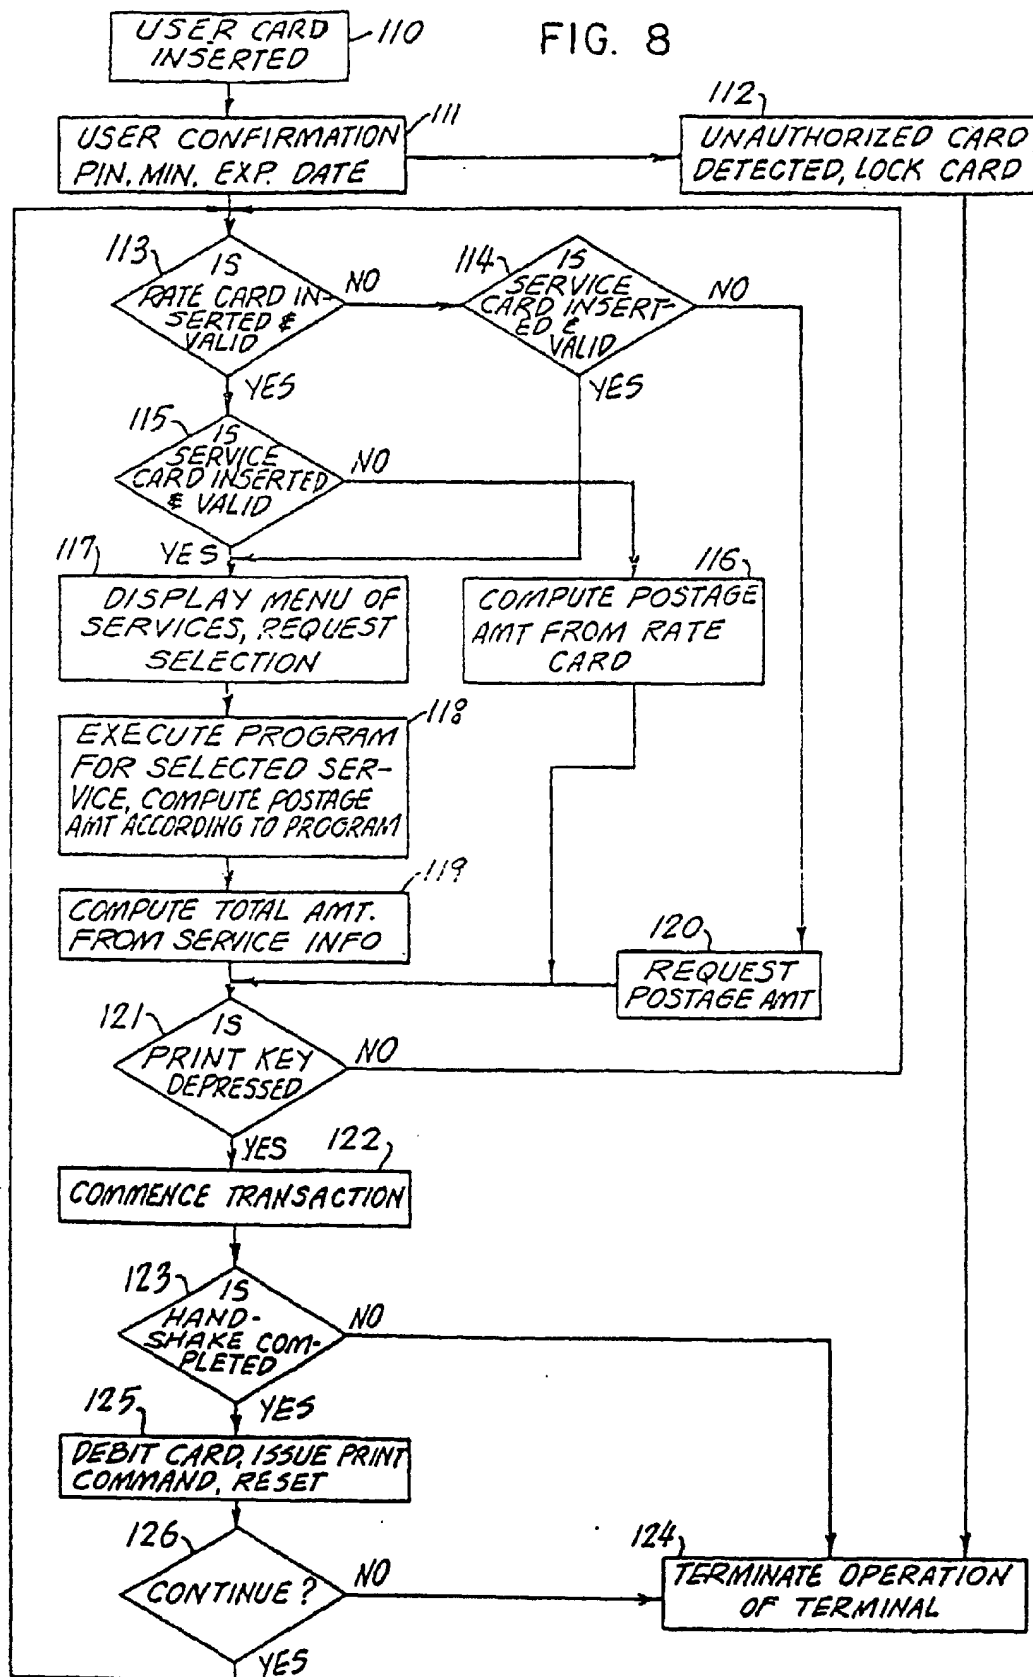 FIG. 8
USER CARD
INSERTED
110
USER CONFIRMATION
PIN. MIN. EXP. DATE
111
112
UNAUTHORIZED CARD
DETECTED, LOCK CARD
113
IS
RATE CARD IN-
SERTED &
VALID
NO
YES
114
IS
SERVICE
CARD INSERT-
ED &
VALID
NO
YES
115
IS
SERVICE
CARD INSERTED
& VALID
NO
YES
116
COMPUTE POSTAGE
AMT FROM RATE
CARD
117
DISPLAY MENU OF
SERVICES, REQUEST
SELECTION
118
EXECUTE PROGRAM
FOR SELECTED SER-
VICE, COMPUTE POSTAGE
AMT ACCORDING TO PROGRAM
119
COMPUTE TOTAL AMT.
FROM SERVICE INFO
120
REQUEST
POSTAGE AMT
121
IS
PRINT KEY
DEPRESSED
NO
YES
122
COMMENCE TRANSACTION
123
IS
HAND-
SHAKE COM-
PLETED
NO
YES
125
DEBIT CARD, ISSUE PRINT
COMMAND, RESET
126
CONTINUE?
NO
YES
124
TERMINATE OPERATION
OF TERMINAL